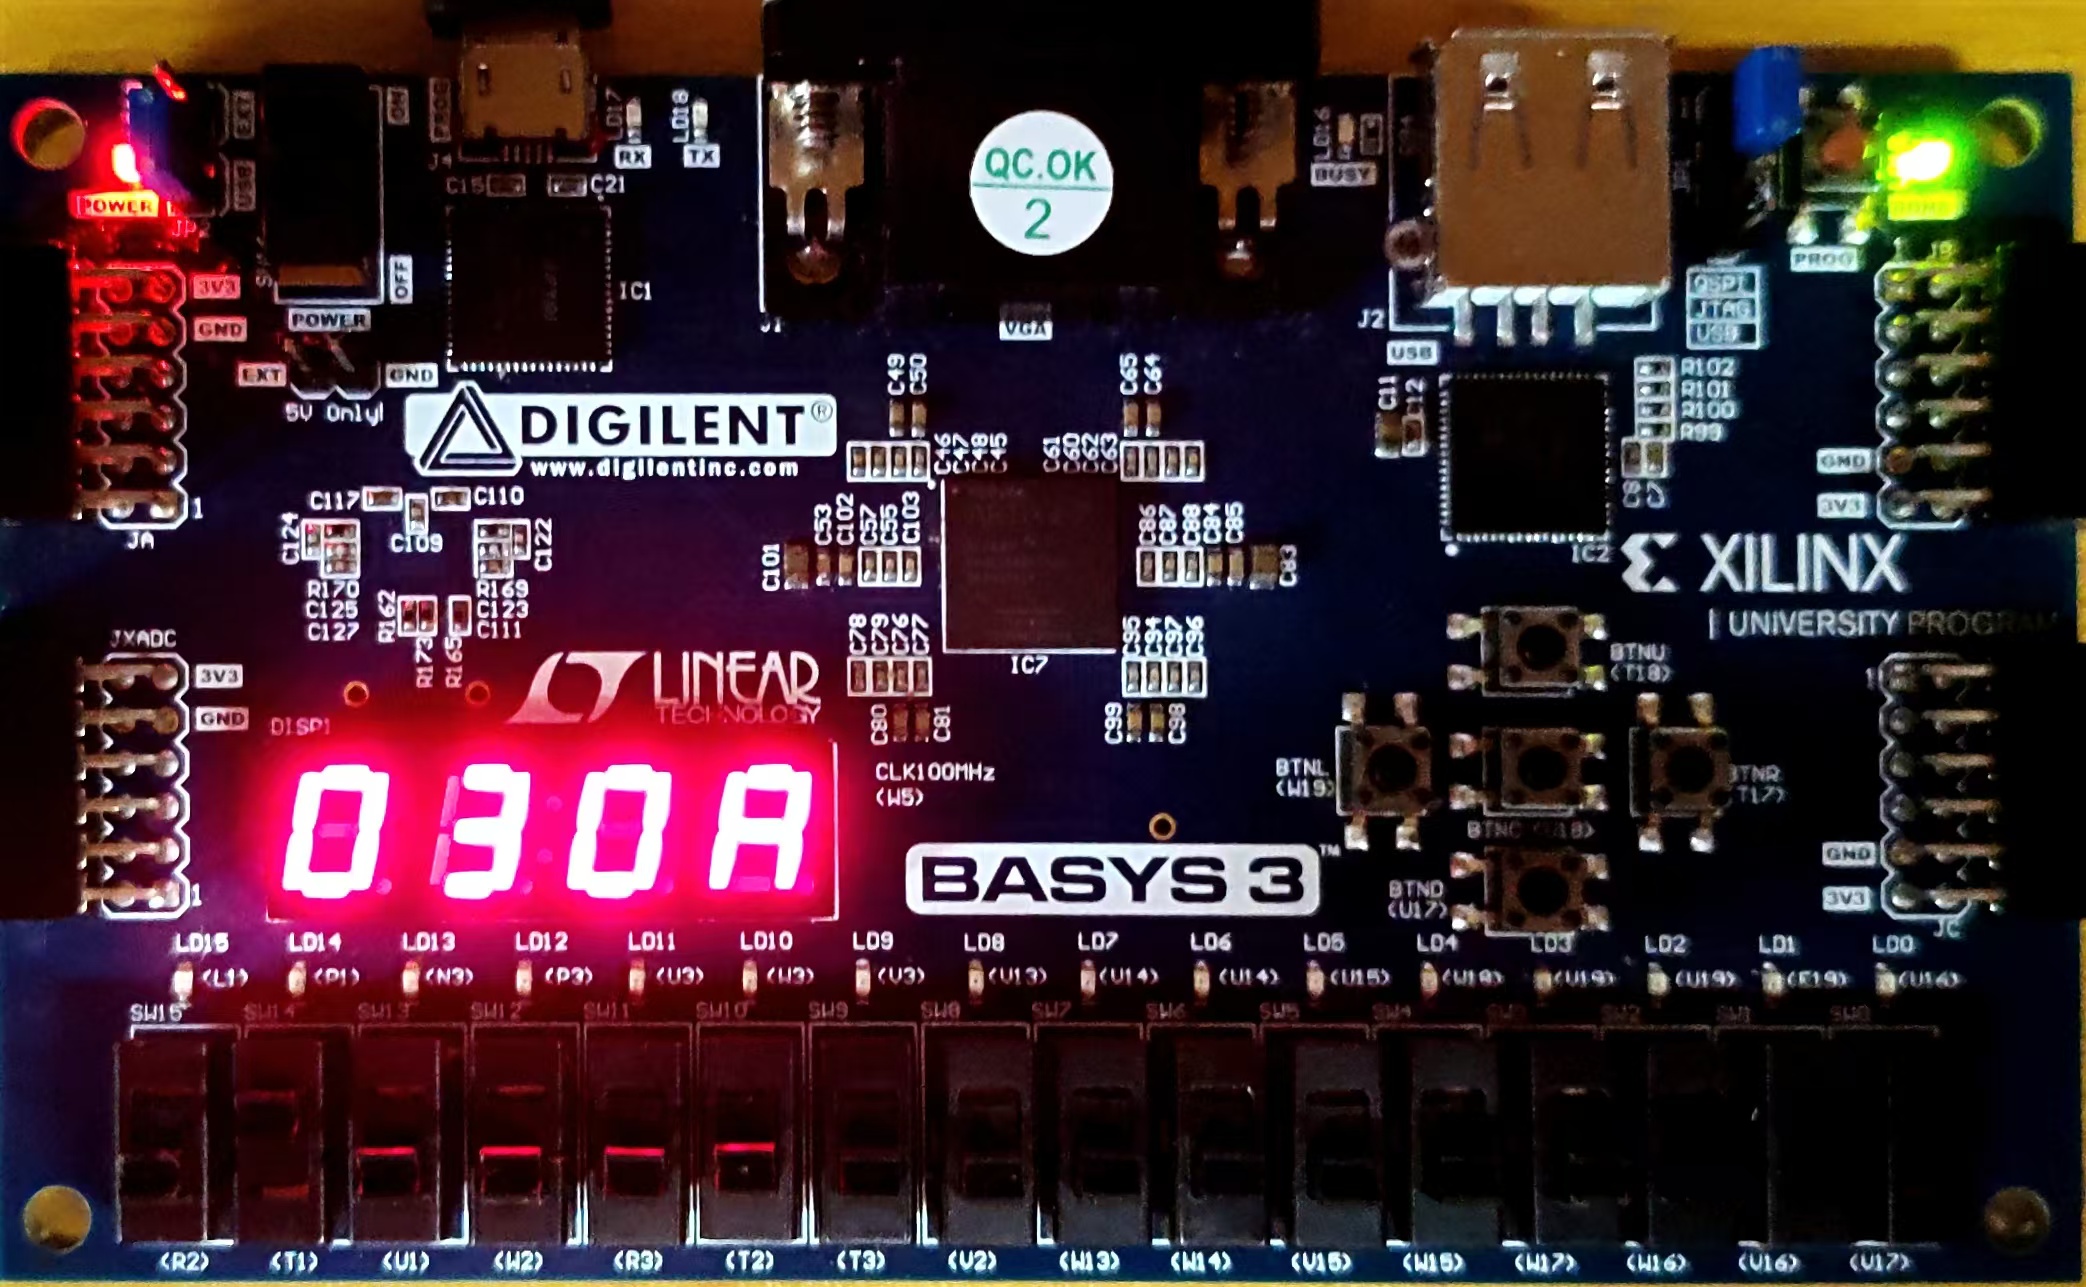 EXT
USB
ON
PROG
J4
LD17
RX
LD18
TX
C15
C21
POWER
3V3
GND
OFF
POWER
IC1
EXT
GND
5V Only!
QC.OK
2
J1
VGA
LD16
BUSY
J2
USB
PROG
QSPI
JTAG
USB
DIGILENT®
www.digilentinc.com
C49
C50
C65
C64
C46
C47
C48
C45
C61
C60
C62
C63
C11
C12
R102
R101
R100
R99
C8
C7
GND
3V3
1
JA
C117
C110
C124
C109
C122
R170
C125
C127
R162
R173
R165
R169
C123
C111
C101
C53
C102
C57
C55
C103
C86
C87
C88
C84
C85
C83
IC2
XILINX
UNIVERSITY PROGRAM
JXADC
3V3
GND
1
LINEAR
TECHNOLOGY
C78
C79
C76
C77
IC7
C95
C94
C97
C96
C80
C81
C99
C98
DISP1
030A
CLK100MHz
(W5)
BASYS 3™
BTNU
(T18)
BTNL
(W19)
BTNR
(T17)
BTNC (U18)
BTND
(U17)
1
GND
3V3
JC
LD15 LD14 LD13 LD12 LD11 LD10 LD9 LD8 LD7 LD6 LD5 LD4 LD3 LD2 LD1 LD0
(L1) (P1) (N3) (P3) (U3) (W3) (V3) (V13) (V14) (U14) (U15) (W18) (V19) (U19) (E19) (U16)
SW15 SW14 SW13 SW12 SW11 SW10 SW9 SW8 SW7 SW6 SW5 SW4 SW3 SW2 SW1 SW0
(R2) (T1) (U1) (W2) (R3) (T2) (T3) (V2) (W13) (W14) (V15) (W15) (W17) (W16) (V16) (V17)